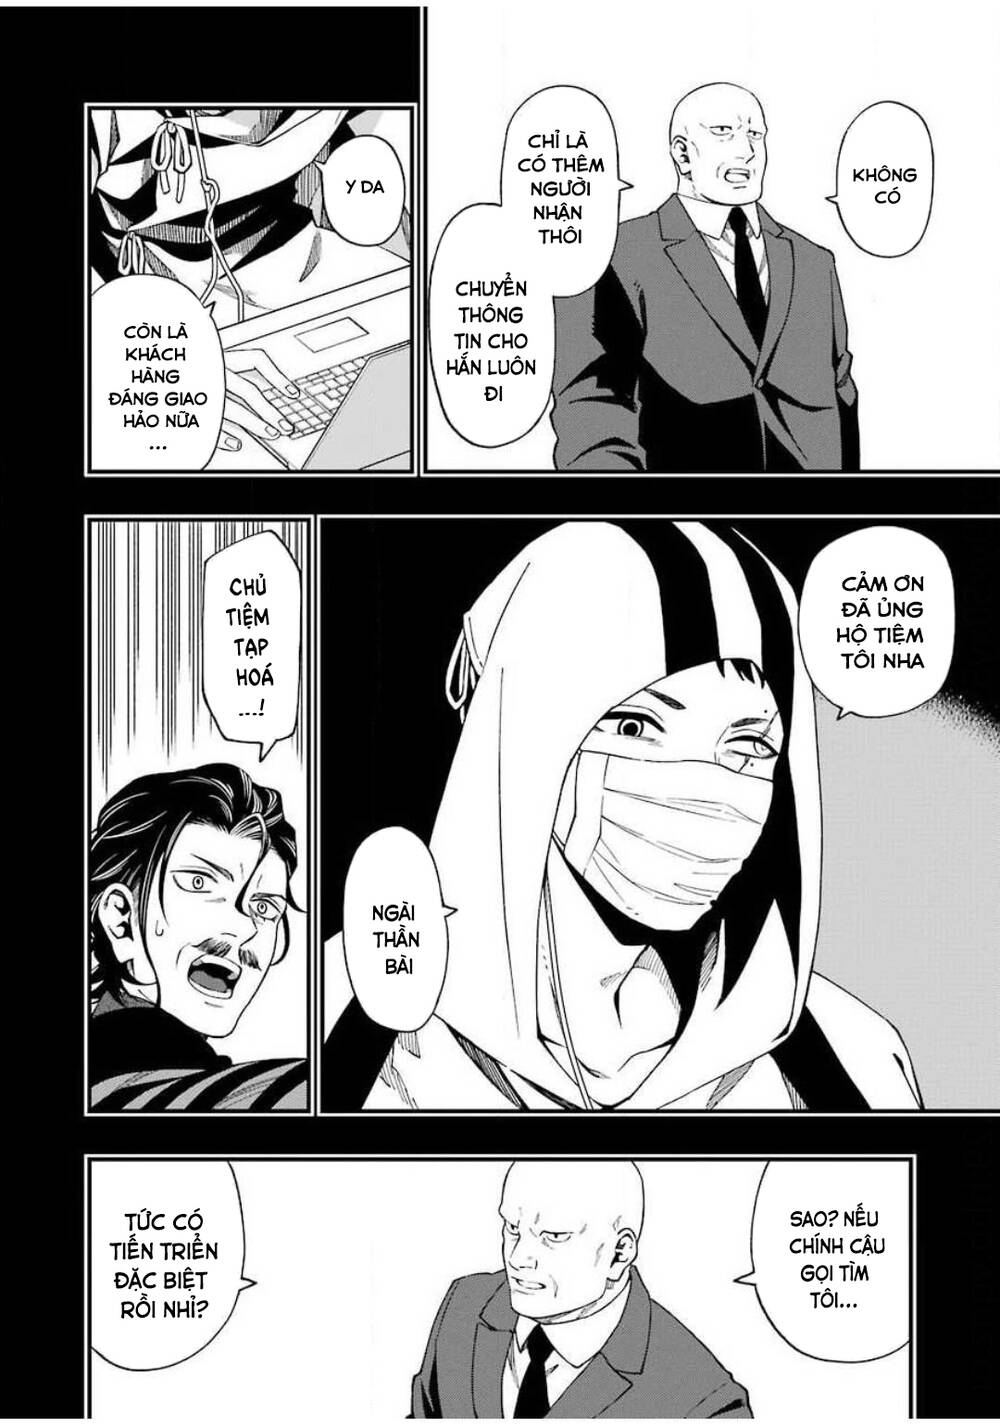 KHÔNG
CÓ
CHỈ LÀ
CÓ THÊM
NGƯỜI
NHẬN
THÔI
CHUYỂN
THÔNG
TIN CHO
HẮN LUÔN
ĐI
Y DA
CÒN LÀ
KHÁCH
HÀNG
ĐÁNG GIAO
HẢO NỮA
...
CẢM ƠN
ĐÃ ỦNG
HỘ TIỆM
TÔI NHA
NGÀI
THẦN
BÀI
CHỦ
TIỆM
TẠP
HOÁ
...!
SAO? NẾU
CHÍNH CẬU
GỌI TÌM
TÔI...
TỨC CÓ
TIẾN TRIỂN
ĐẶC BIỆT
RỒI NHỈ?